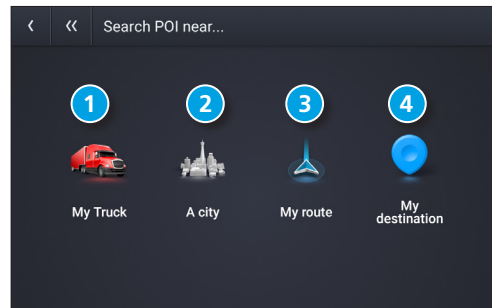 Search POI near...
1 2 3 4
My Truck A city My route My
destination